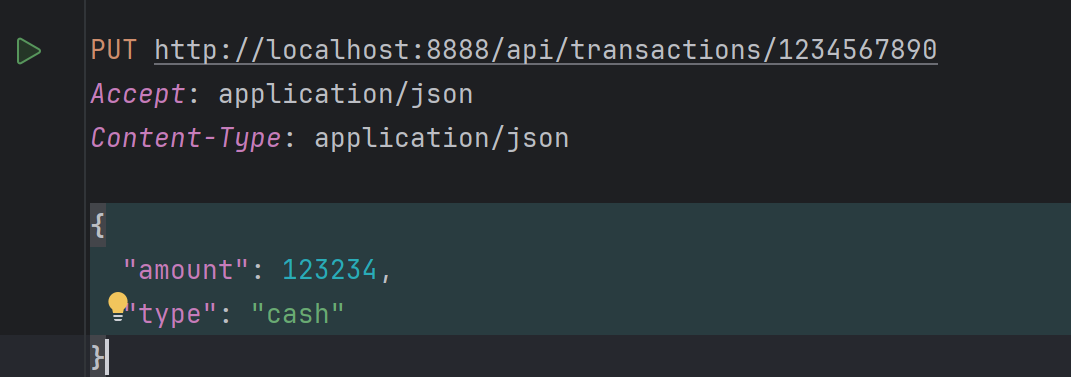 PUT http://localhost:8888/api/transactions/1234567890
Accept: application/json
Content-Type: application/json
{
"amount": 123234,
"type": "cash"
}